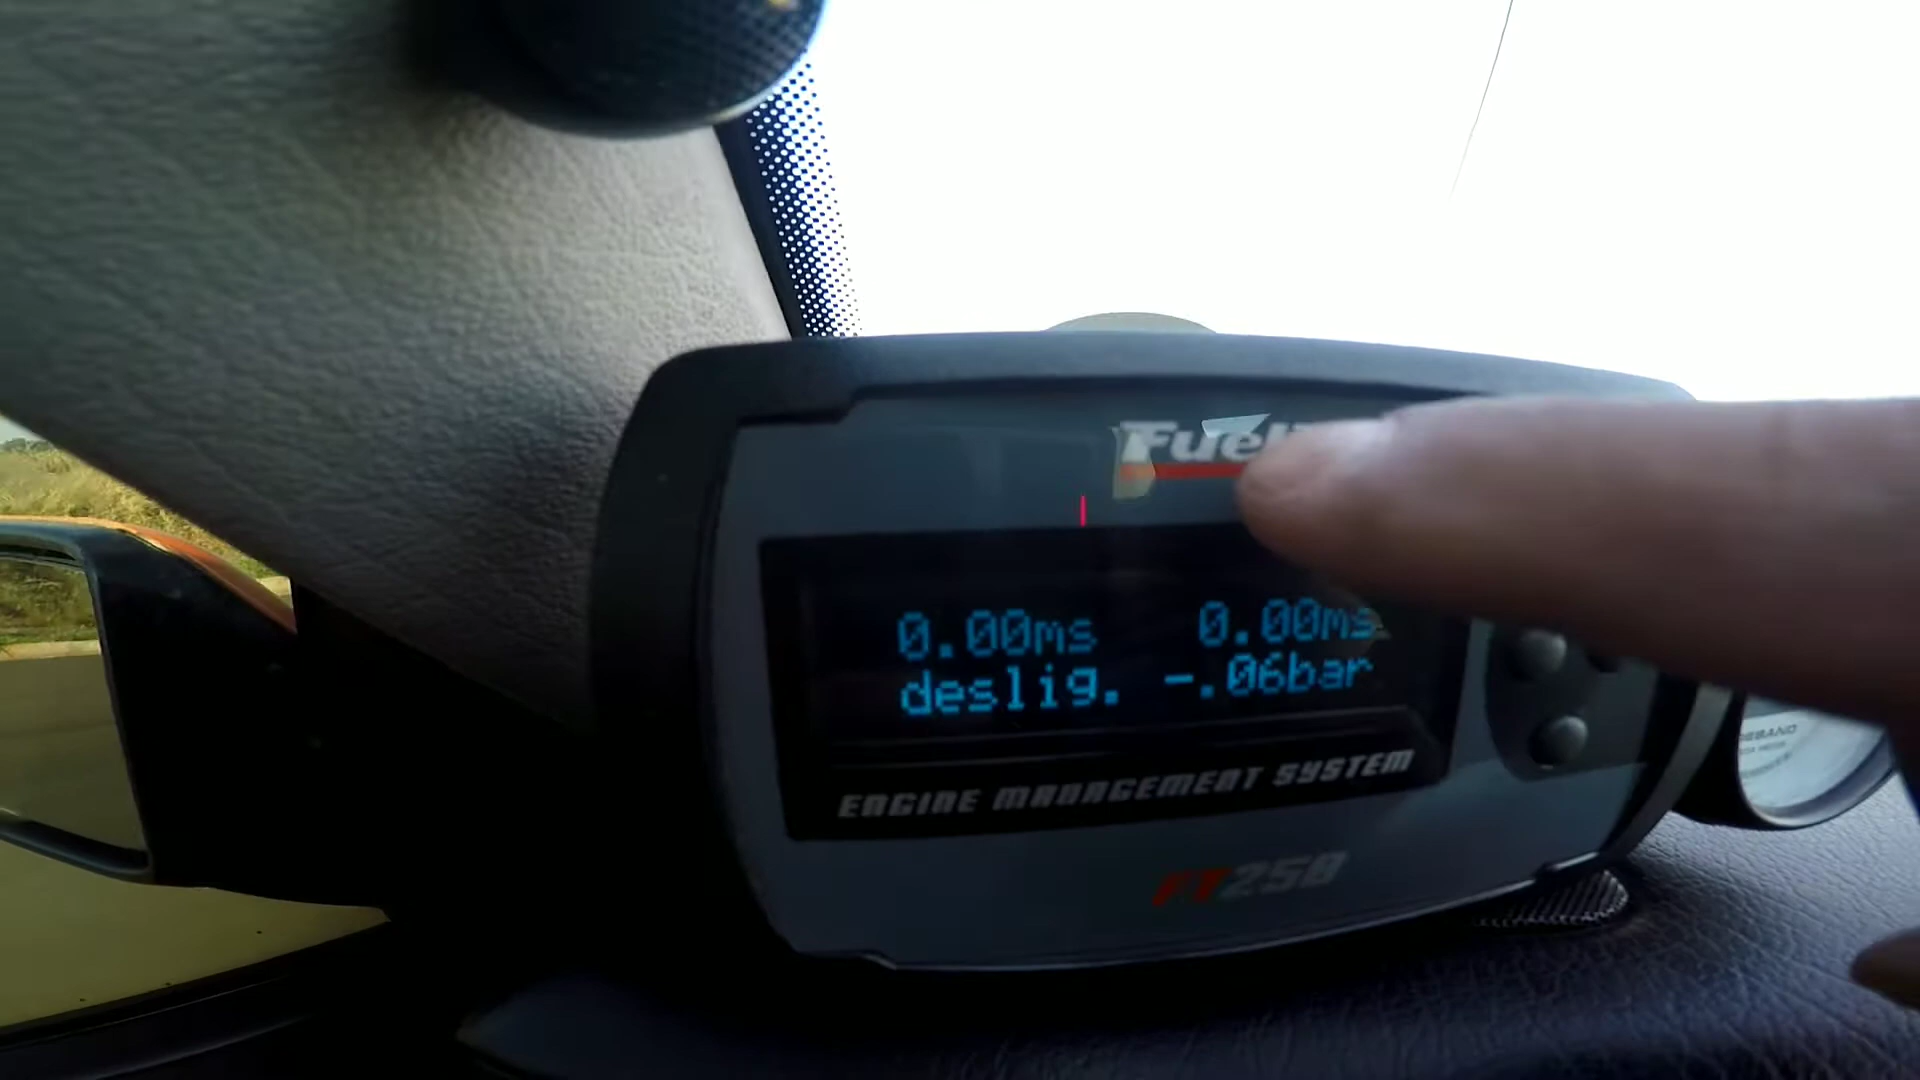 Fuel
0.00ms 0.00ms
deslig. -.06bar
ENGINE MANAGEMENT SYSTEM
FT250